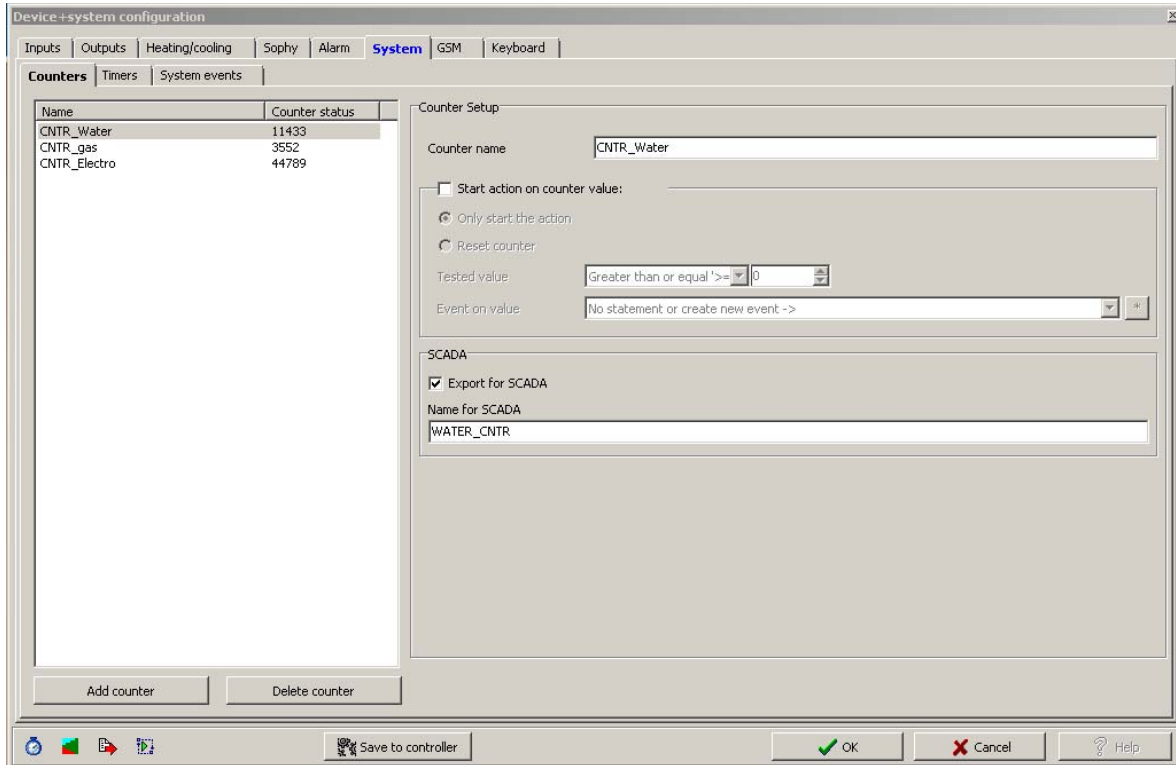 Device+system configuration
Inputs Outputs Heating/cooling Sophy Alarm System GSM Keyboard
Counters Timers System events
Name Counter status
CNTR_Water 11433
CNTR_gas 3552
CNTR_Electro 44789
Add counter Delete counter
Counter Setup
Counter name CNTR_Water
Start action on counter value:
Only start the action
Reset counter
Tested value Greater than or equal '>= 0
Event on value No statement or create new event -> *
SCADA
Export for SCADA
Name for SCADA
WATER_CNTR
Save to controller OK Cancel Help